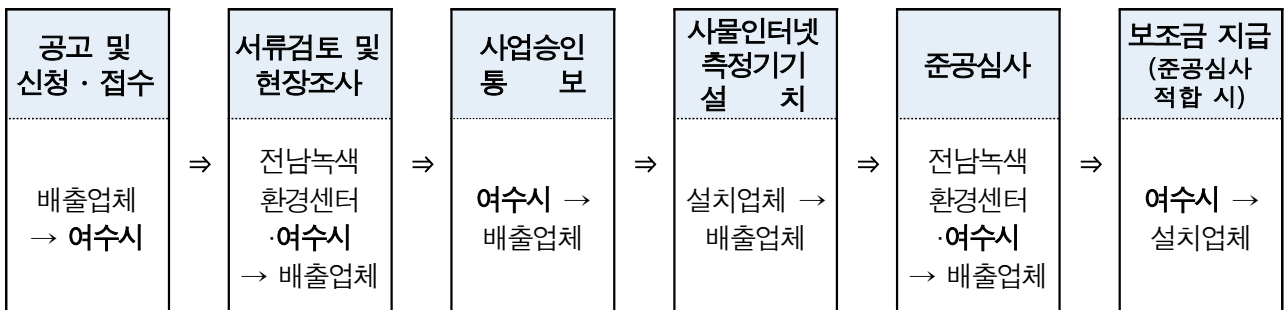 공고 및
신청 · 접수
배출업체
→ 여수시
⇒
서류검토 및
현장조사
전남녹색
환경센터
·여수시
→ 배출업체
⇒
사업승인
통 보
여수시 →
배출업체
⇒
사물인터넷
측정기기
설 치
설치업체 →
배출업체
⇒
준공심사
전남녹색
환경센터
·여수시
→ 배출업체
⇒
보조금 지급
(준공심사
적합 시)
여수시 →
설치업체